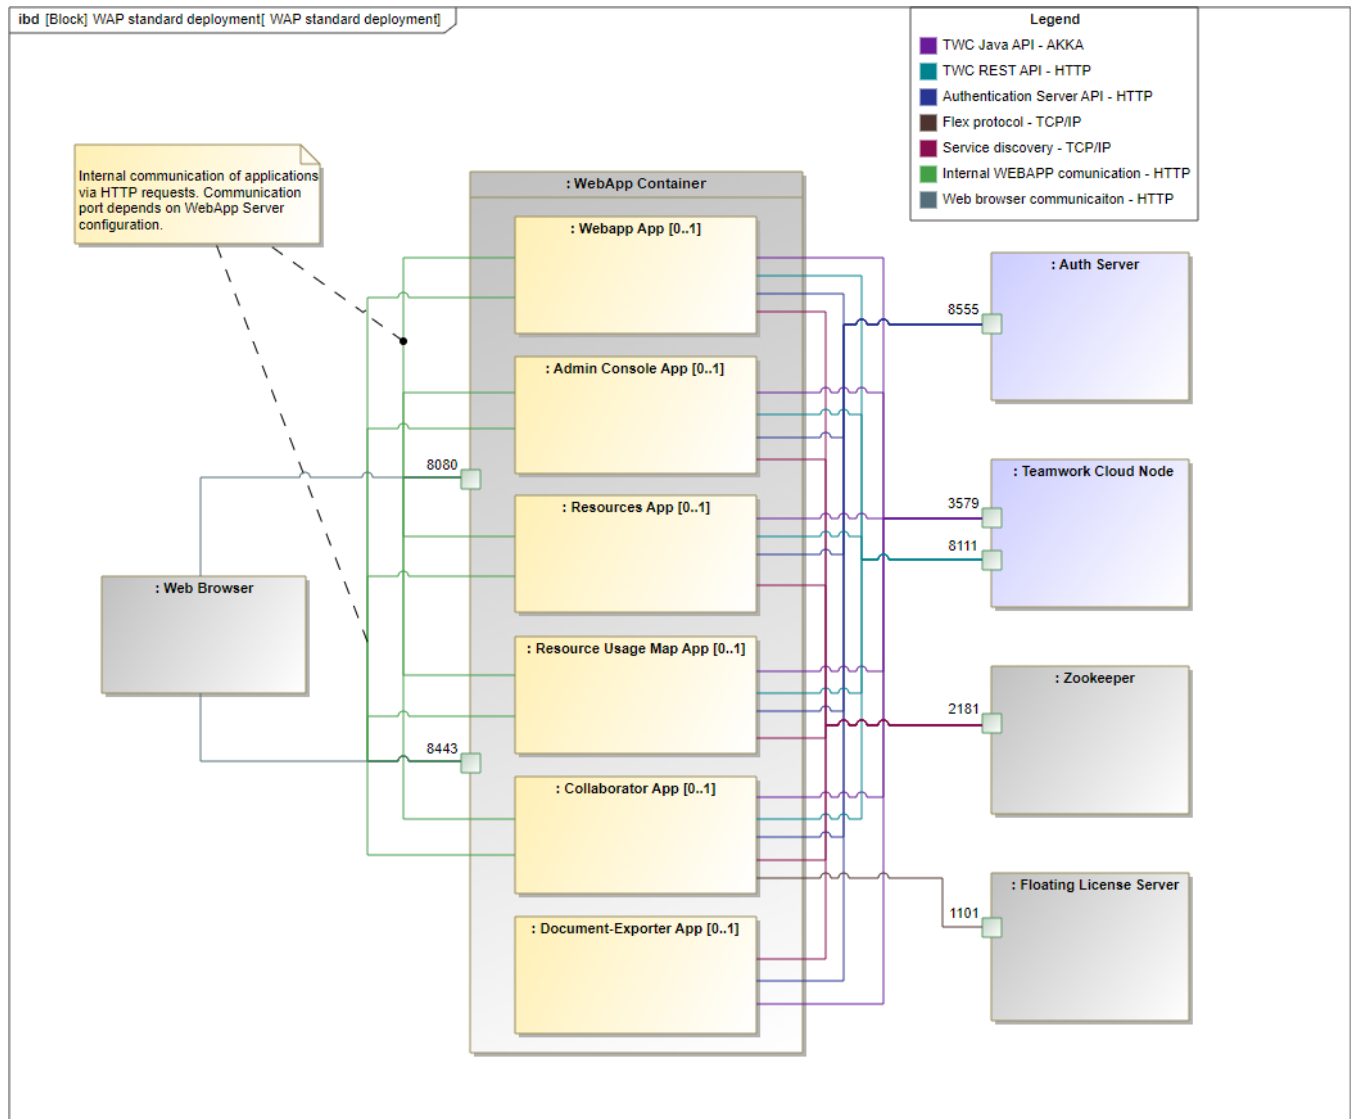 ibd [Block] WAP standard deployment[ WAP standard deployment]
Legend
TWC Java API - AKKA
TWC REST API - HTTP
Authentication Server API - HTTP
Flex protocol - TCP/IP
Service discovery - TCP/IP
Internal WEBAPP comunication - HTTP
Web browser communicaiton - HTTP
Internal communication of applications
via HTTP requests. Communication
port depends on WebApp Server
configuration.
: WebApp Container
: Webapp App [0..1]
: Auth Server
8555
: Admin Console App [0..1]
8080
: Teamwork Cloud Node
3579
8111
: Resources App [0..1]
: Web Browser
: Resource Usage Map App [0..1]
: Zookeeper
2181
8443
: Collaborator App [0..1]
: Floating License Server
1101
: Document-Exporter App [0..1]